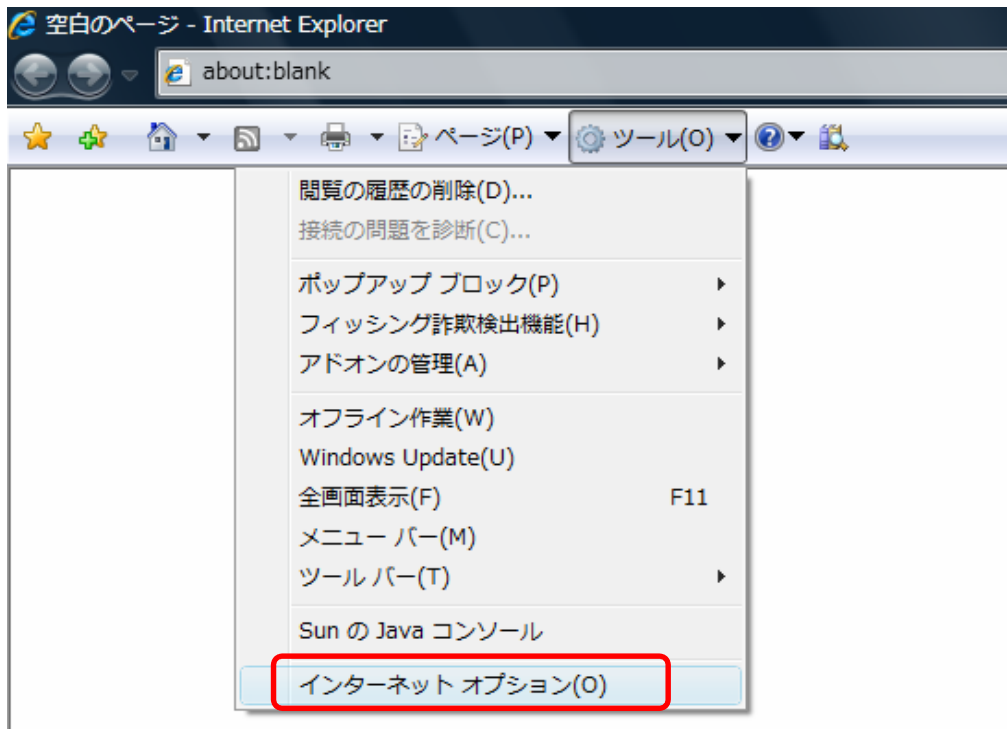 空白のページ - Internet Explorer
about:blank
ページ(P) ツール(O)
閲覧の履歴の削除(D)...
接続の問題を診断(C)...
ポップアップ ブロック(P)
フィッシング詐欺検出機能(H)
アドオンの管理(A)
オフライン作業(W)
Windows Update(U)
全画面表示(F) F11
メニュー バー(M)
ツール バー(T)
Sun の Java コンソール
インターネット オプション(O)